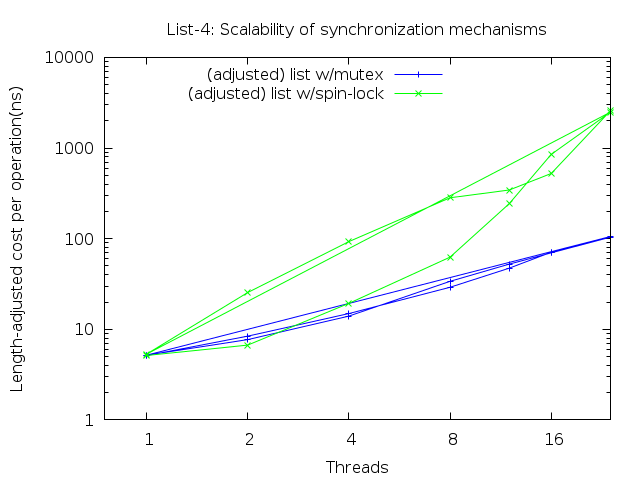 List-4: Scalability of synchronization mechanisms
10000
1000
100
10
1
Length-adjusted cost per operation(ns)
(adjusted) list w/mutex
(adjusted) list w/spin-lock
1 2 4 8 16
Threads